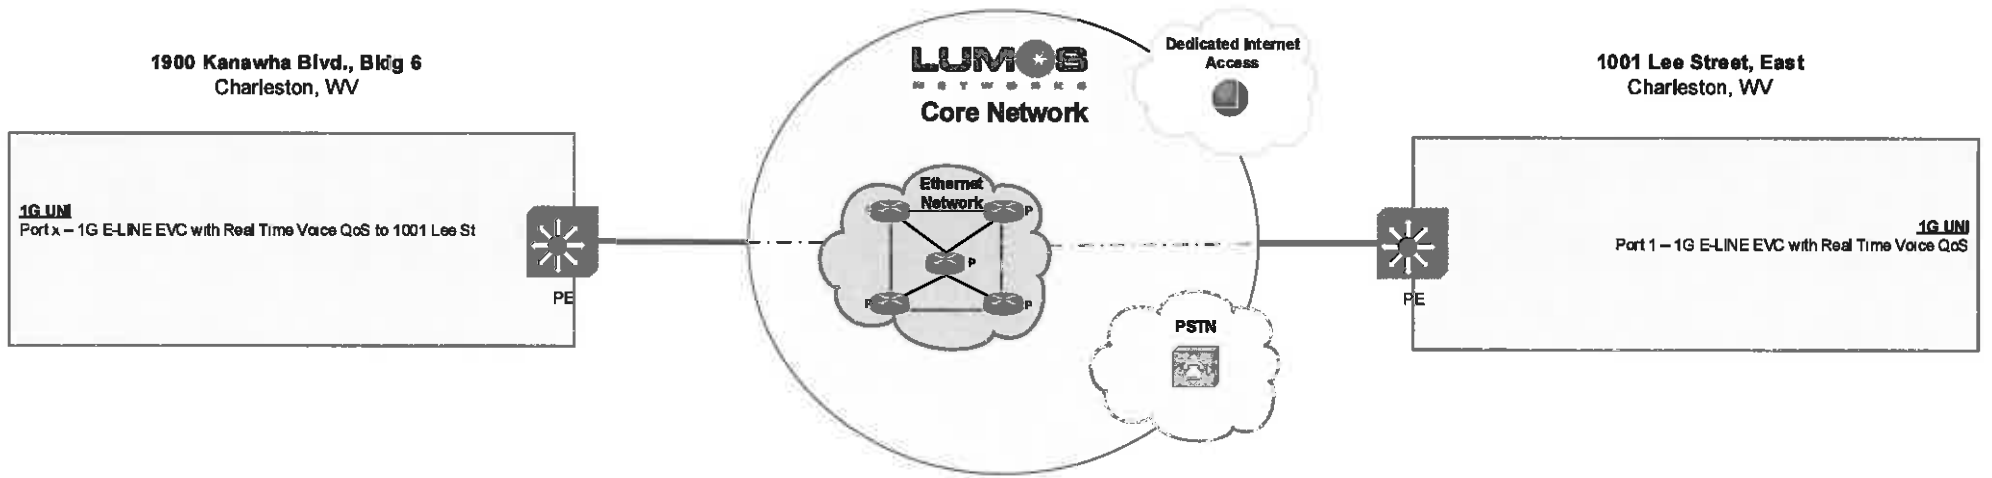 1900 Kanawha Blvd., Bldg 6
Charleston, WV
1G UNI
Port x – 1G E-LINE EVC with Real Time Voice QoS to 1001 Lee St
PE
LUMOS
NETWORKS
Core Network
Dedicated Internet
Access
Ethernet
Network
P
P
P
P
PSTN
1001 Lee Street, East
Charleston, WV
1G UNI
Port 1 – 1G E-LINE EVC with Real Time Voice QoS
PE